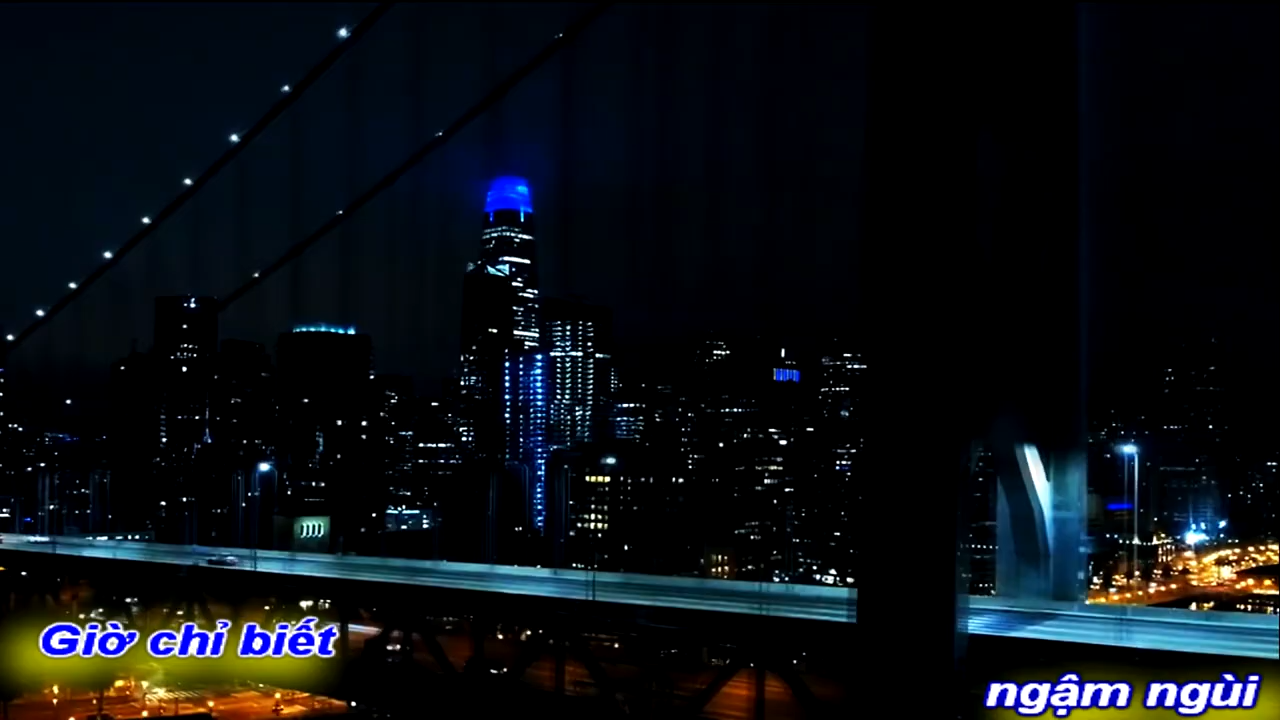 Giờ chỉ biết
ngậm ngùi